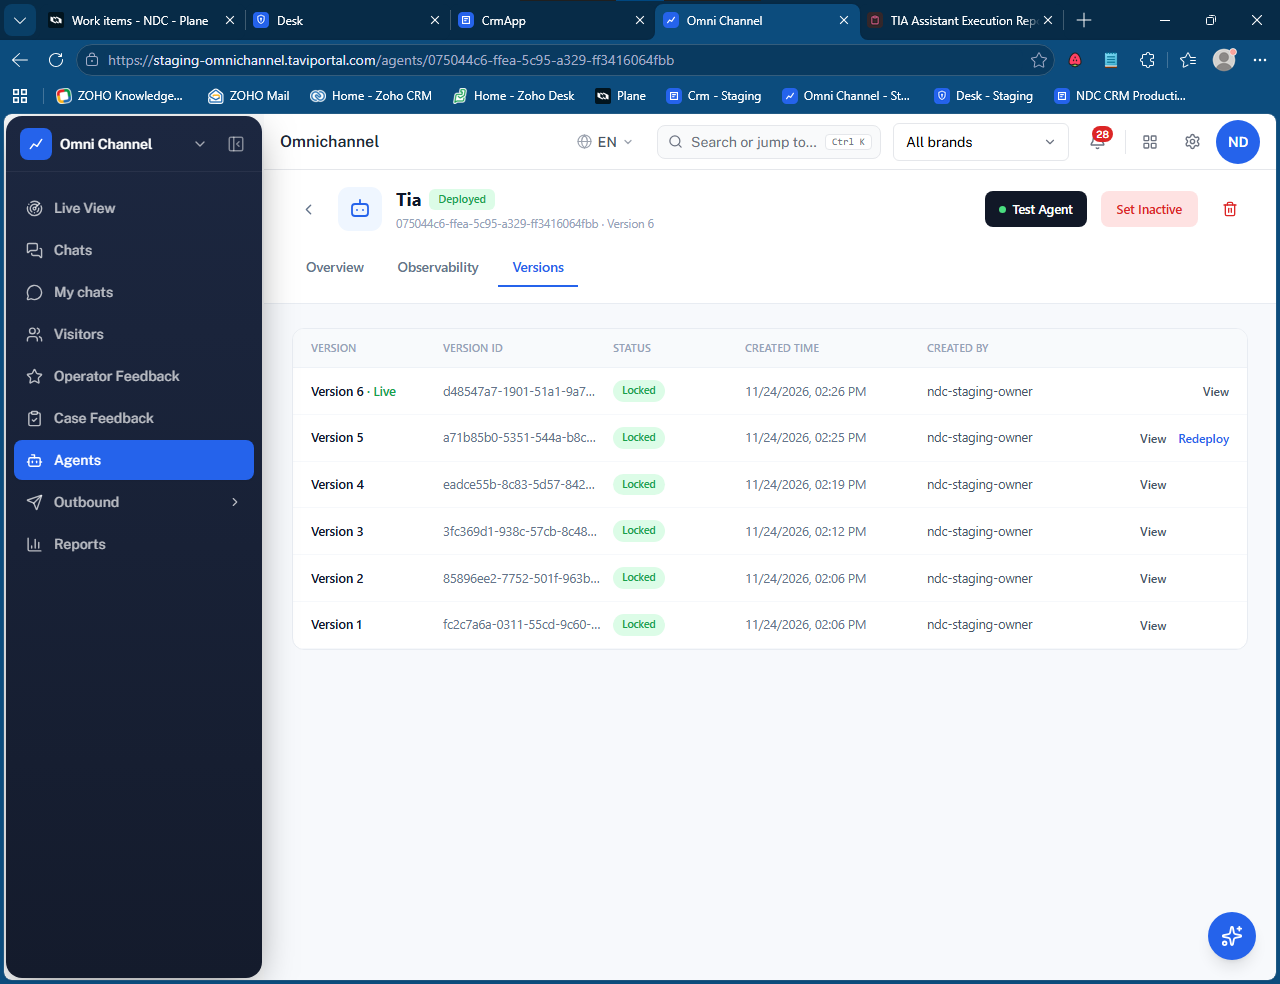 Work items - NDC - Plane
Desk
CrmApp
Omni Channel
TIA Assistant Execution Rep
https://staging-omnichannel.taviportal.com/agents/075044c6-ffea-5c95-a329-ff3416064fbb
ZOHO Knowledge...
ZOHO Mail
Home - Zoho CRM
Home - Zoho Desk
Plane
Crm - Staging
Omni Channel - St...
Desk - Staging
NDC CRM Producti...
Omni Channel
Live View
Chats
My chats
Visitors
Operator Feedback
Case Feedback
Agents
Outbound
Reports
Omnichannel
EN
Search or jump to... Ctrl K
All brands
28
ND
Tia Deployed
075044c6-ffea-5c95-a329-ff3416064fbb · Version 6
Test Agent
Set Inactive
Overview
Observability
Versions
VERSION VERSION ID STATUS CREATED TIME CREATED BY
Version 6 · Live d48547a7-1901-51a1-9a7... Locked 11/24/2026, 02:26 PM ndc-staging-owner View
Version 5 a71b85b0-5351-544a-b8c... Locked 11/24/2026, 02:25 PM ndc-staging-owner View Redeploy
Version 4 eadce55b-8c83-5d57-842... Locked 11/24/2026, 02:19 PM ndc-staging-owner View
Version 3 3fc369d1-938c-57cb-8c48... Locked 11/24/2026, 02:12 PM ndc-staging-owner View
Version 2 85896ee2-7752-501f-963b... Locked 11/24/2026, 02:06 PM ndc-staging-owner View
Version 1 fc2c7a6a-0311-55cd-9c60-... Locked 11/24/2026, 02:06 PM ndc-staging-owner View